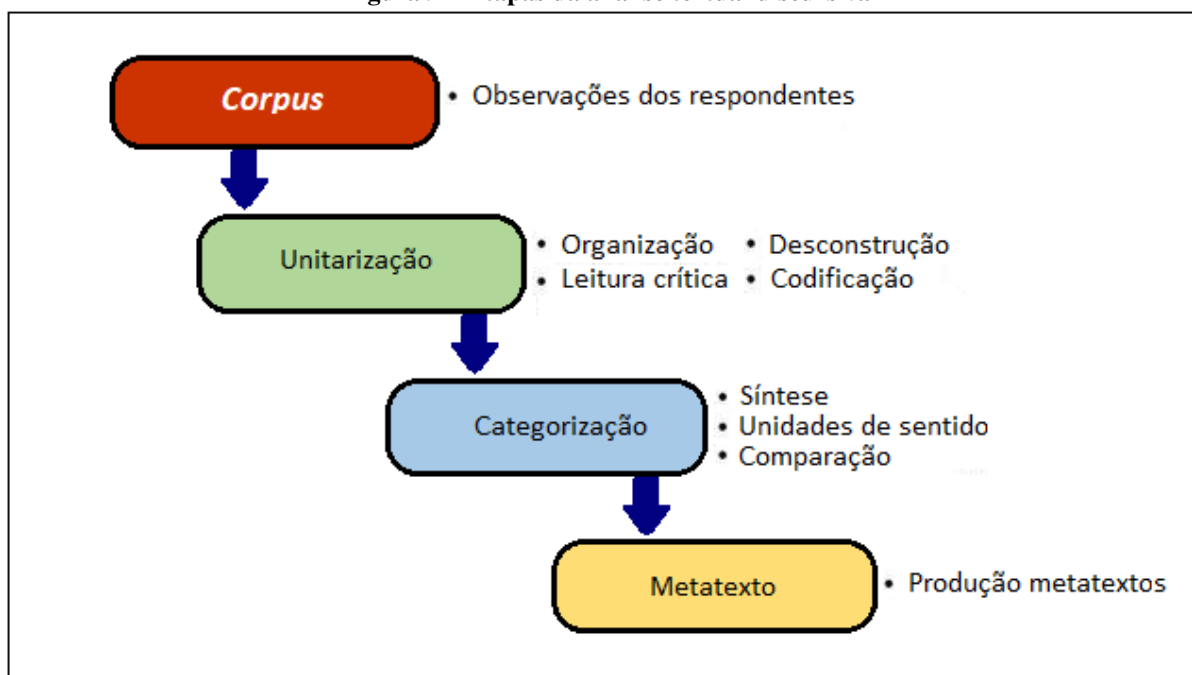 Corpus
• Observações dos respondentes
Unitarização
• Organização • Desconstrução
• Leitura crítica • Codificação
Categorização
• Síntese
• Unidades de sentido
• Comparação
Metatexto
• Produção metatextos